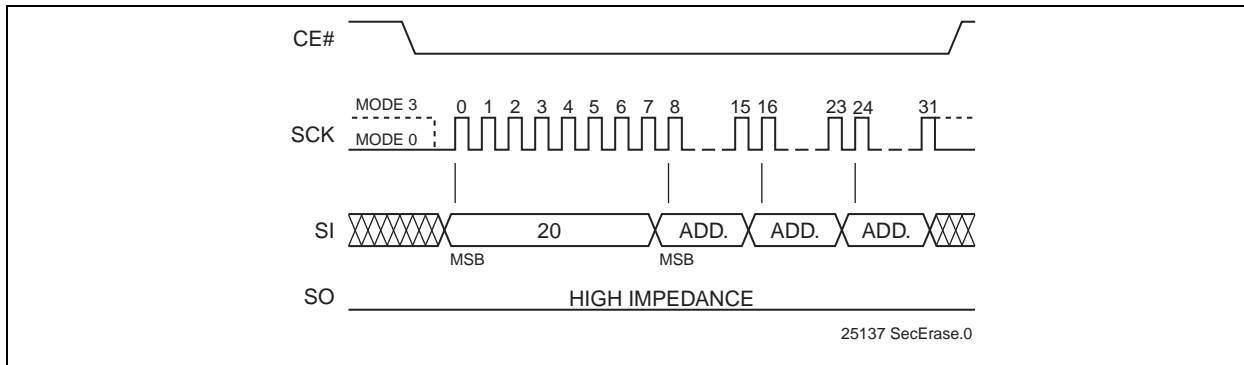 CE#
MODE 3
SCK
MODE 0
0 1 2 3 4 5 6 7 8 15 16 23 24 31
SI
20 ADD. ADD. ADD.
MSB MSB
SO
HIGH IMPEDANCE
25137 SecErase.0